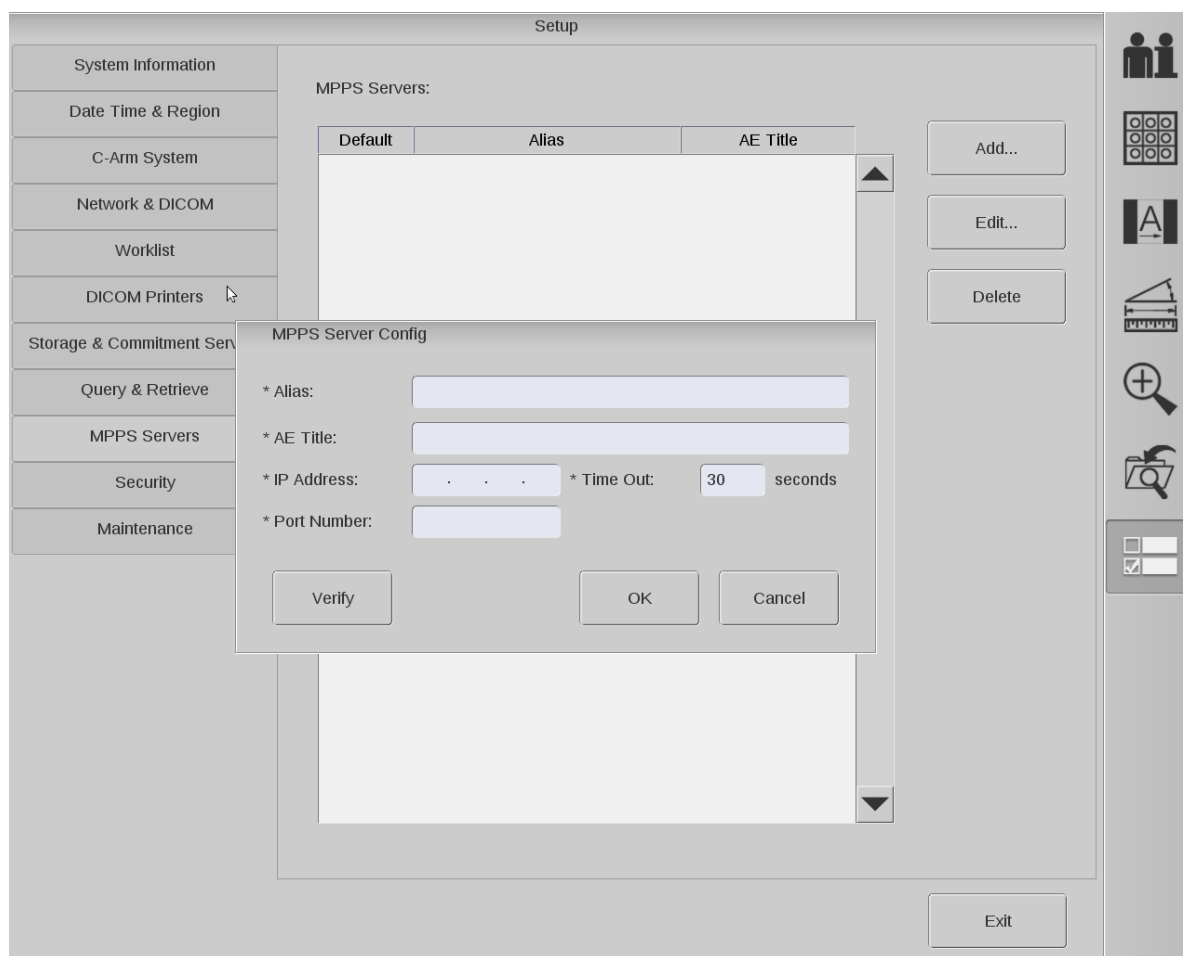 Setup
System Information
Date Time & Region
C-Arm System
Network & DICOM
Worklist
DICOM Printers
Storage & Commitment Serv
Query & Retrieve
MPPS Servers
Security
Maintenance
MPPS Servers:
Default Alias AE Title
Add...
Edit...
Delete
MPPS Server Config
* Alias:
* AE Title:
* IP Address: . . . * Time Out: 30 seconds
* Port Number:
Verify OK Cancel
Exit
A